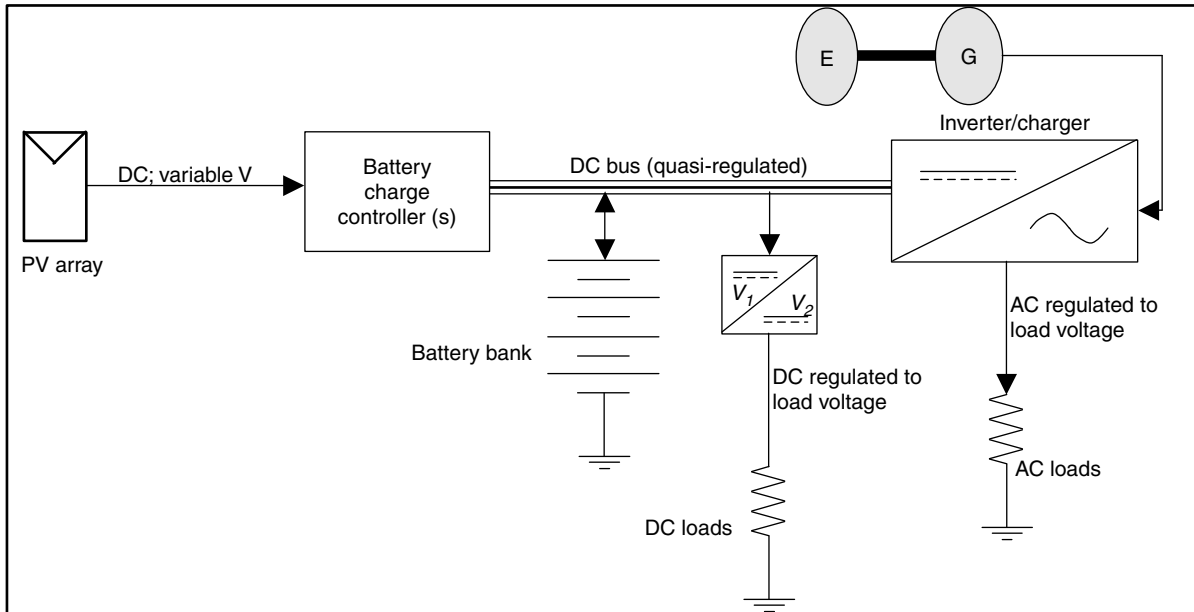 E
G
Inverter/charger
DC; variable V
Battery
charge
controller (s)
DC bus (quasi-regulated)
PV array
V1
V2
AC regulated to
load voltage
Battery bank
DC regulated to
load voltage
AC loads
DC loads